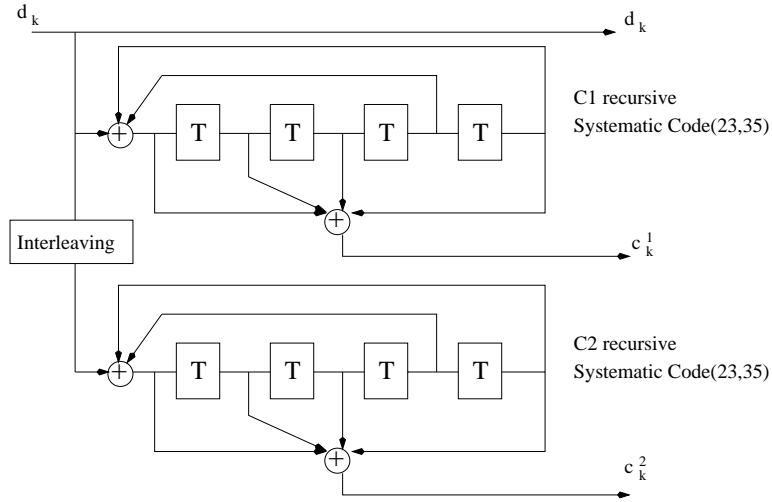 d k
d k
C1 recursive
T T T T
Systematic Code(23,35)
+
+
Interleaving
c 1 k
C2 recursive
T T T T
Systematic Code(23,35)
+
+
c 2 k